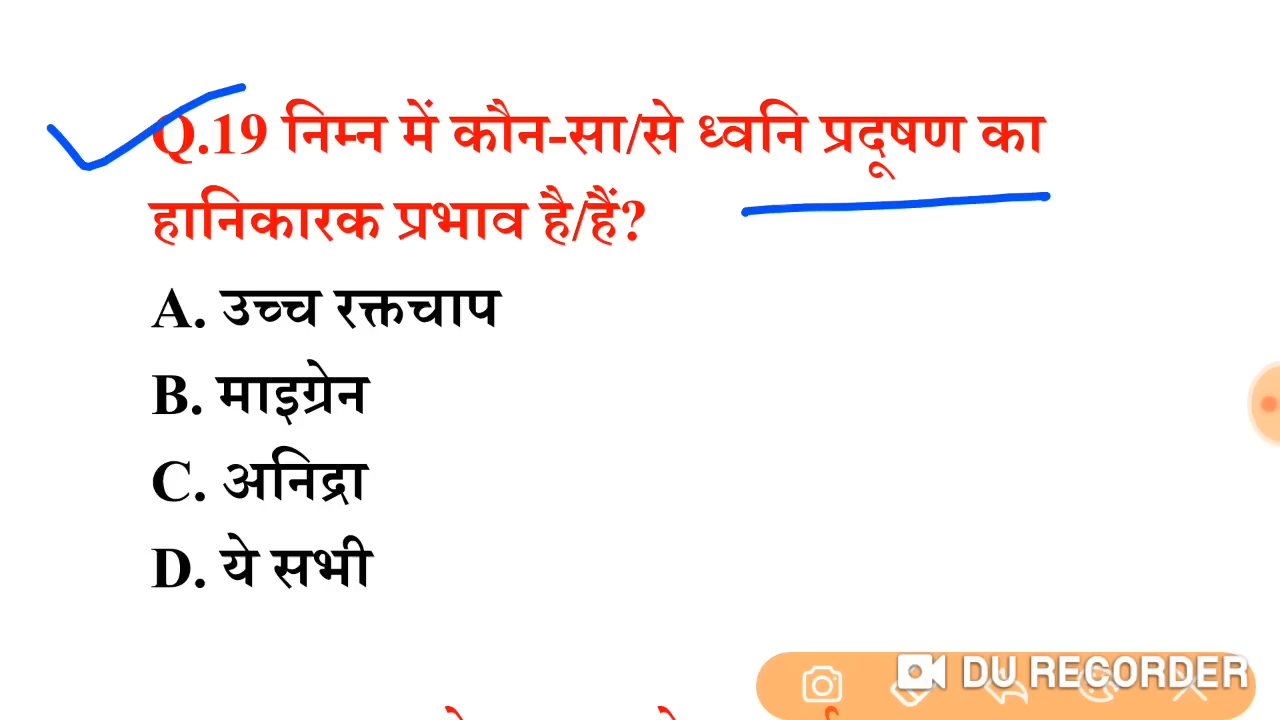 Q.19 निम्न में कौन-सा/से ध्वनि प्रदूषण का
हानिकारक प्रभाव है/हैं?
A. उच्च रक्तचाप
B. माइग्रेन
C. अनिद्रा
D. ये सभी
DU RECORDER